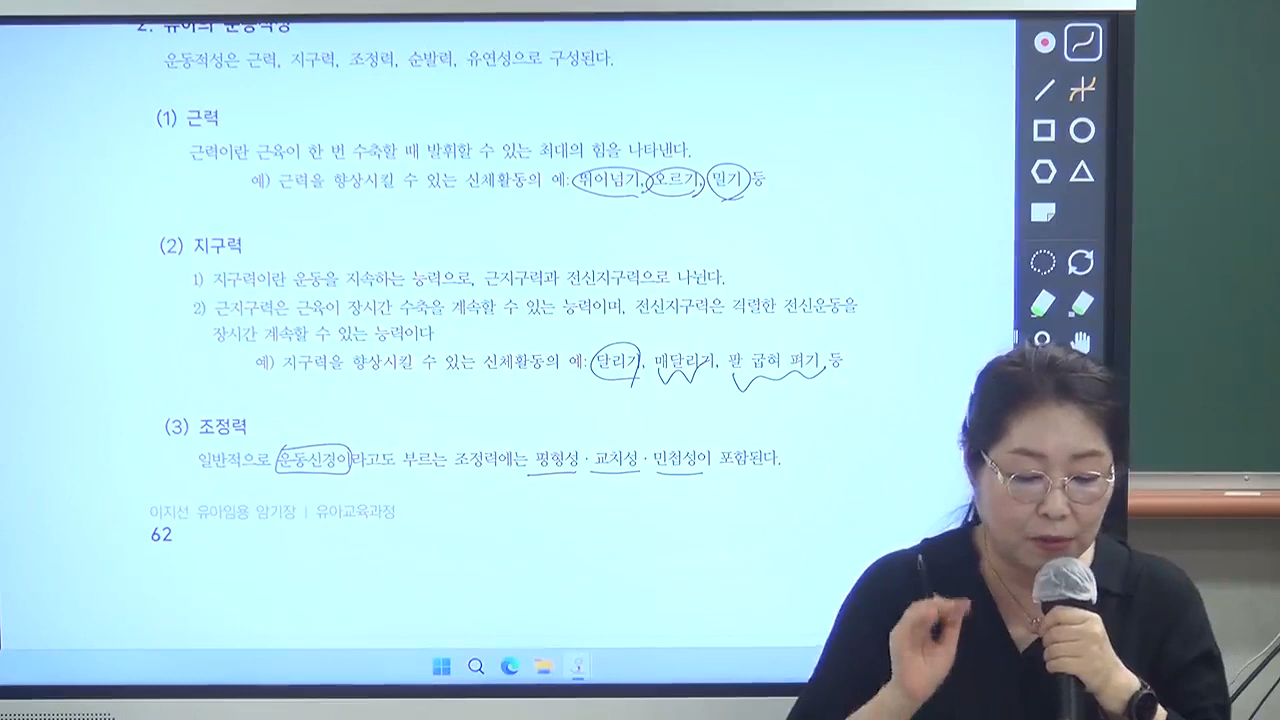 2. 유아의 운동적성
운동적성은 근력, 지구력, 조정력, 순발력, 유연성으로 구성된다.
(1) 근력
근력이란 근육이 한 번 수축할 때 발휘할 수 있는 최대의 힘을 나타낸다.
예) 근력을 향상시킬 수 있는 신체활동의 예: 뛰어넘기, 오르기, 밀기 등
(2) 지구력
1) 지구력이란 운동을 지속하는 능력으로, 근지구력과 전신지구력으로 나뉜다.
2) 근지구력은 근육이 장시간 수축을 계속할 수 있는 능력이며, 전신지구력은 격렬한 전신운동을
장시간 계속할 수 있는 능력이다
예) 지구력을 향상시킬 수 있는 신체활동의 예: 달리기, 매달리기, 팔 굽혀 펴기 등
(3) 조정력
일반적으로 운동신경이라고도 부르는 조정력에는 평형성·교치성·민첩성이 포함된다.
이지선 유아임용 암기장 | 유아교육과정
62